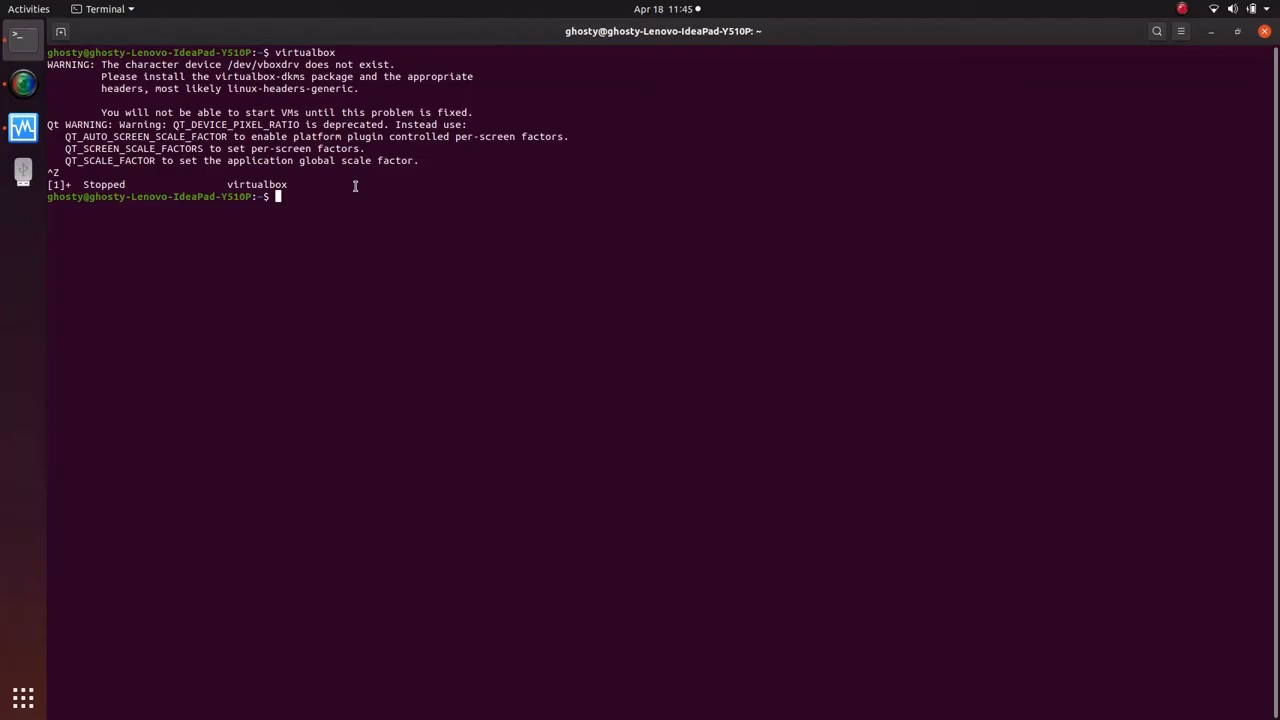 Activities Terminal Apr 18 11:45
ghosty@ghosty-Lenovo-IdeaPad-Y510P: ~
ghosty@ghosty-Lenovo-IdeaPad-Y510P:~$ virtualbox
WARNING: The character device /dev/vboxdrv does not exist.
Please install the virtualbox-dkms package and the appropriate
headers, most likely linux-headers-generic.
You will not be able to start VMs until this problem is fixed.
Qt WARNING: Warning: QT_DEVICE_PIXEL_RATIO is deprecated. Instead use:
QT_AUTO_SCREEN_SCALE_FACTOR to enable platform plugin controlled per-screen factors.
QT_SCREEN_SCALE_FACTORS to set per-screen factors.
QT_SCALE_FACTOR to set the application global scale factor.
^Z
[1]+  Stopped                 virtualbox
ghosty@ghosty-Lenovo-IdeaPad-Y510P:~$